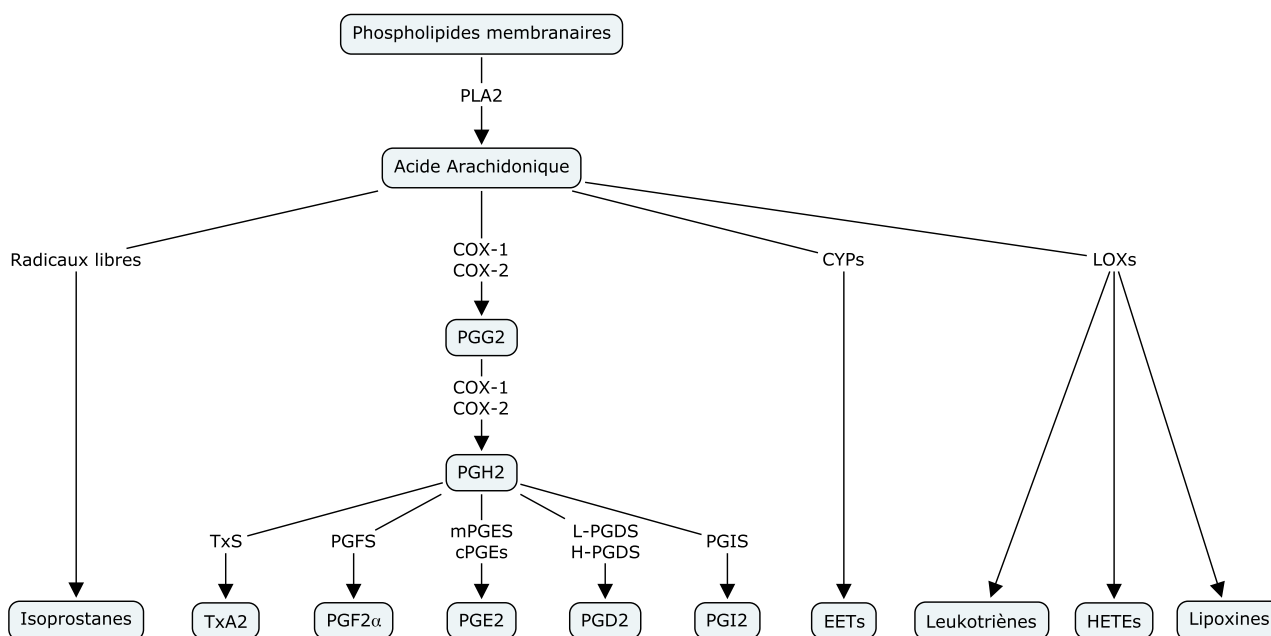 Phospholipides membranaires
PLA2
Acide Arachidonique
Radicaux libres
COX-1
COX-2
CYPs
LOXs
PGG2
COX-1
COX-2
PGH2
TxS
PGFS
mPGES
cPGEs
L-PGDS
H-PGDS
PGIS
Isoprostanes
TxA2
PGF2α
PGE2
PGD2
PGI2
EETs
Leukotriènes
HETEs
Lipoxines